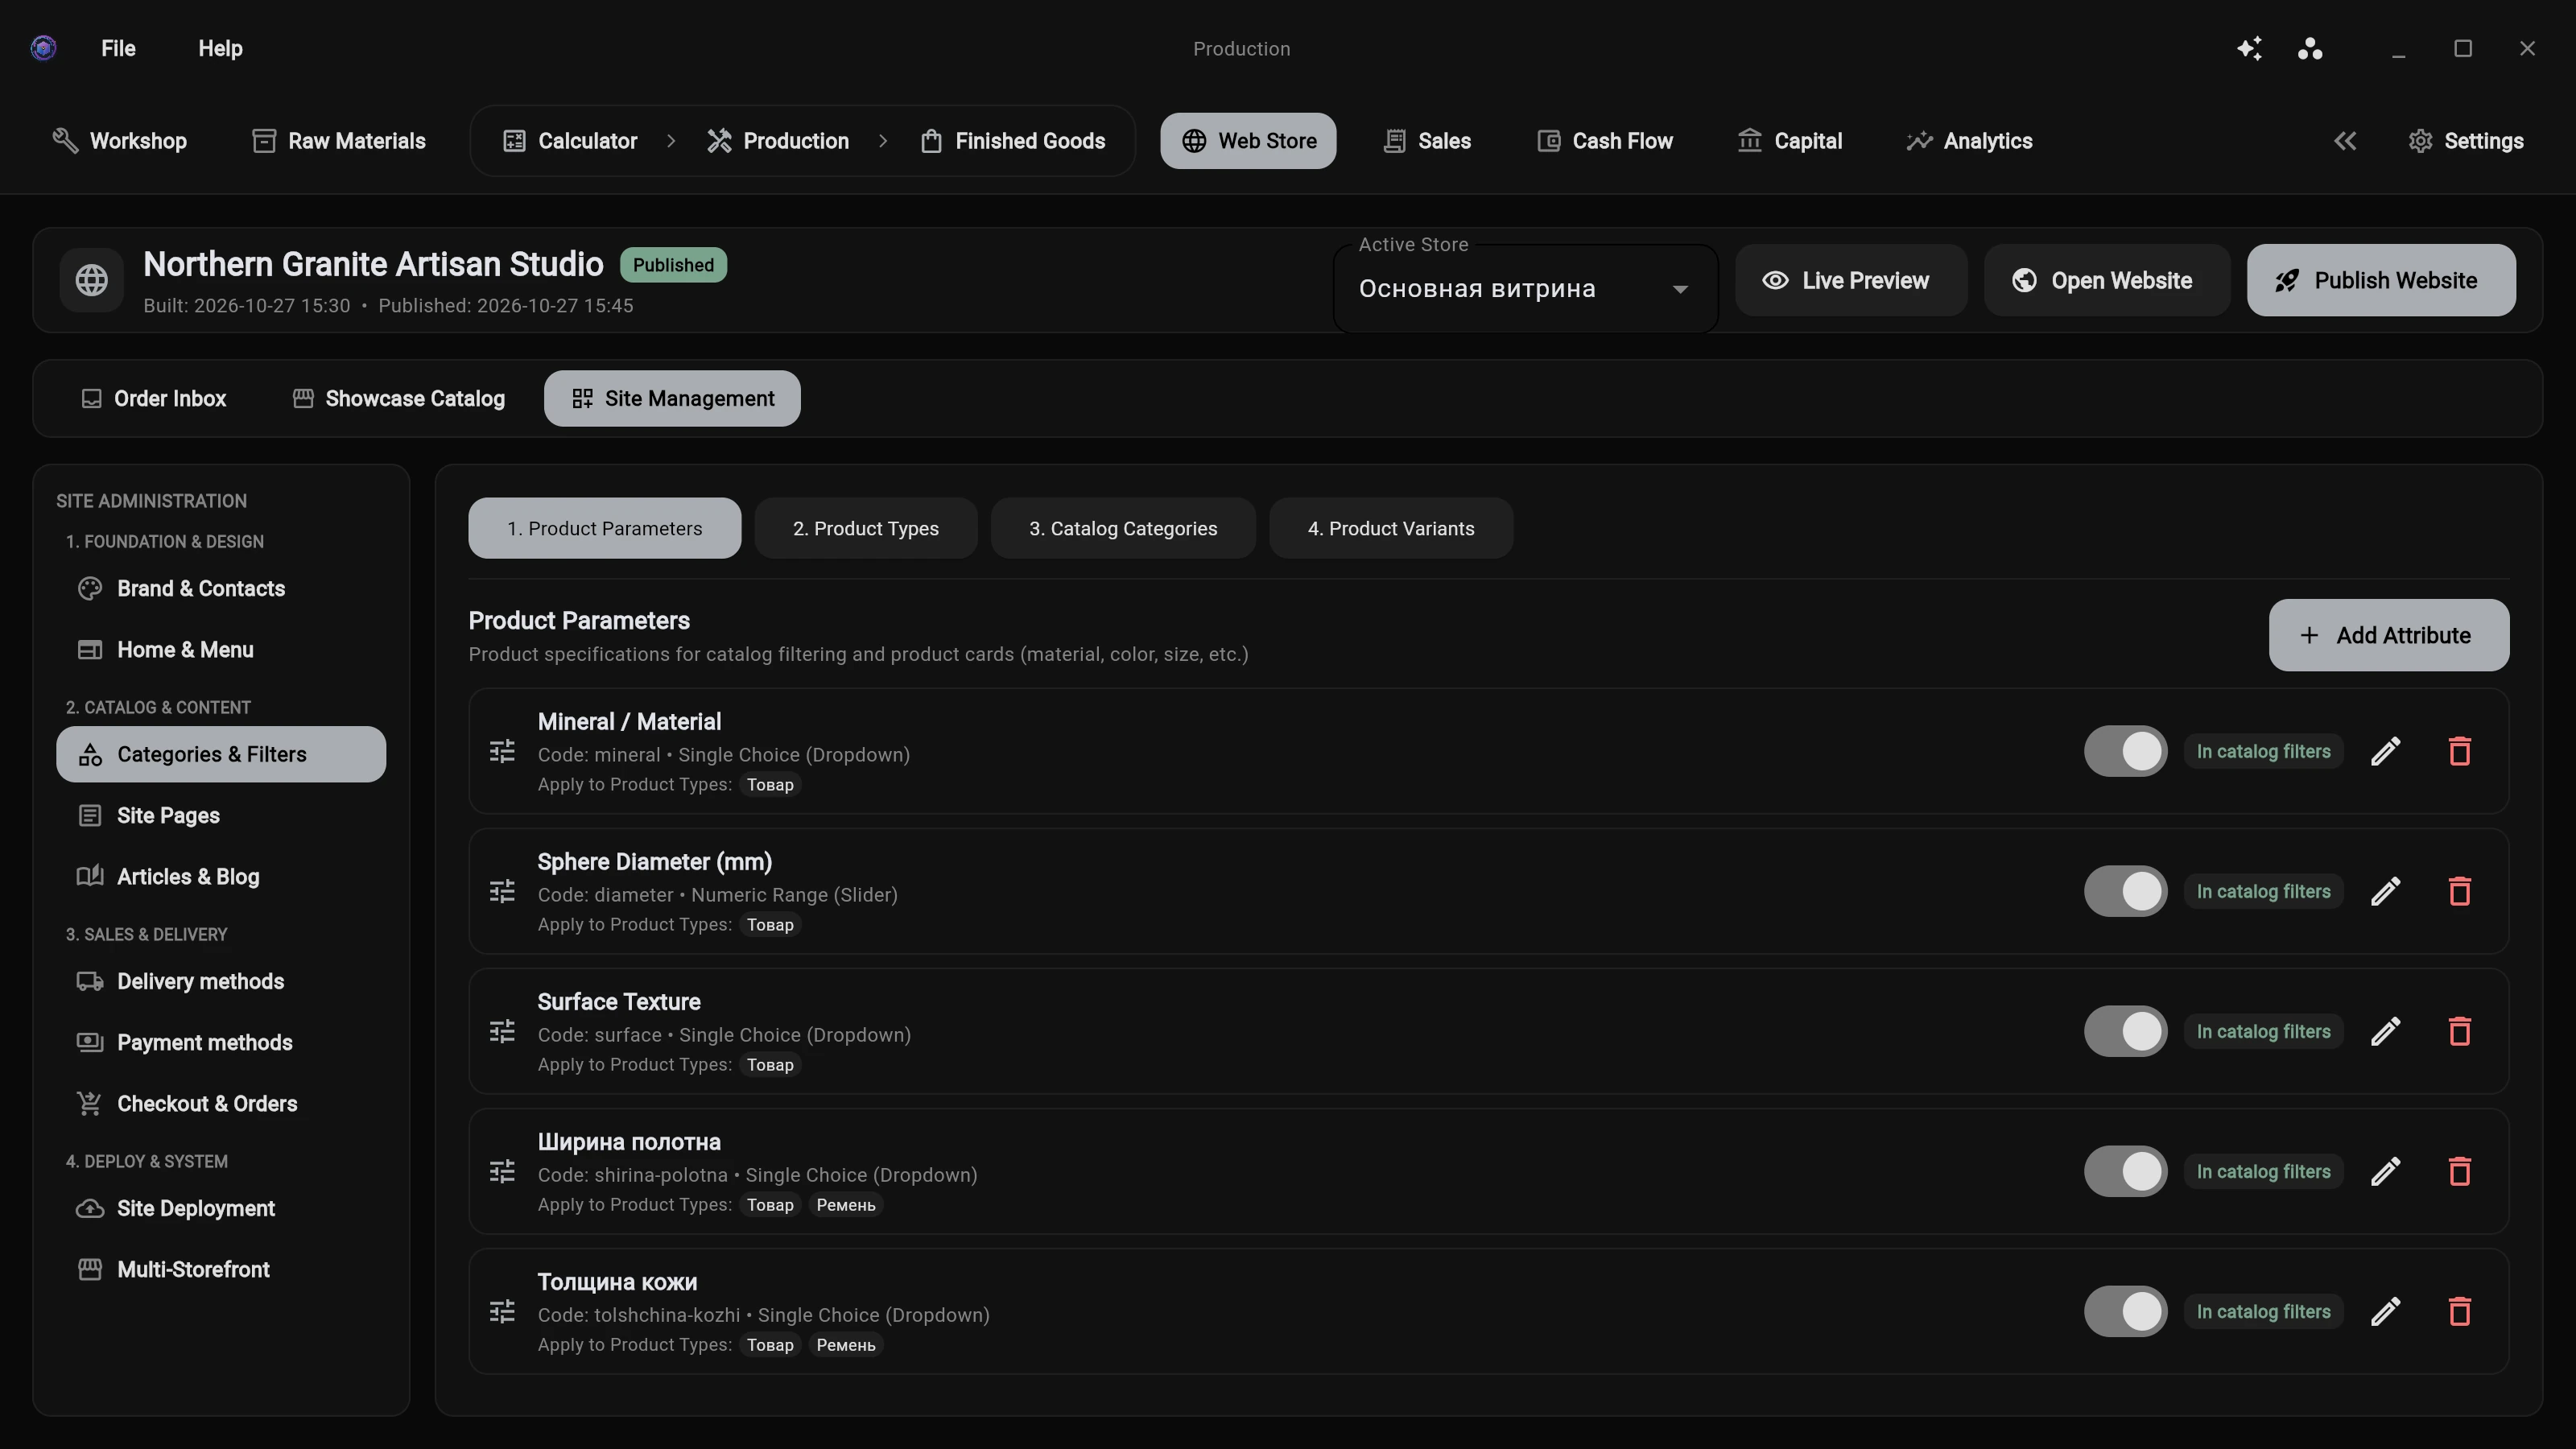 File Help Production
Workshop Raw Materials Calculator Production Finished Goods Web Store Sales Cash Flow Capital Analytics Settings
Northern Granite Artisan Studio Published
Built: 2026-10-27 15:30 • Published: 2026-10-27 15:45
Active Store
Основная витрина
Live Preview Open Website Publish Website
Order Inbox Showcase Catalog Site Management
SITE ADMINISTRATION
1. FOUNDATION & DESIGN
Brand & Contacts
Home & Menu
2. CATALOG & CONTENT
Categories & Filters
Site Pages
Articles & Blog
3. SALES & DELIVERY
Delivery methods
Payment methods
Checkout & Orders
4. DEPLOY & SYSTEM
Site Deployment
Multi-Storefront
1. Product Parameters 2. Product Types 3. Catalog Categories 4. Product Variants
Product Parameters
Product specifications for catalog filtering and product cards (material, color, size, etc.)
Add Attribute
Mineral / Material
Code: mineral • Single Choice (Dropdown)
Apply to Product Types: Товар
In catalog filters
Sphere Diameter (mm)
Code: diameter • Numeric Range (Slider)
Apply to Product Types: Товар
In catalog filters
Surface Texture
Code: surface • Single Choice (Dropdown)
Apply to Product Types: Товар
In catalog filters
Ширина полотна
Code: shirina-polotna • Single Choice (Dropdown)
Apply to Product Types: Товар Ремень
In catalog filters
Толщина кожи
Code: tolshchina-kozhi • Single Choice (Dropdown)
Apply to Product Types: Товар Ремень
In catalog filters